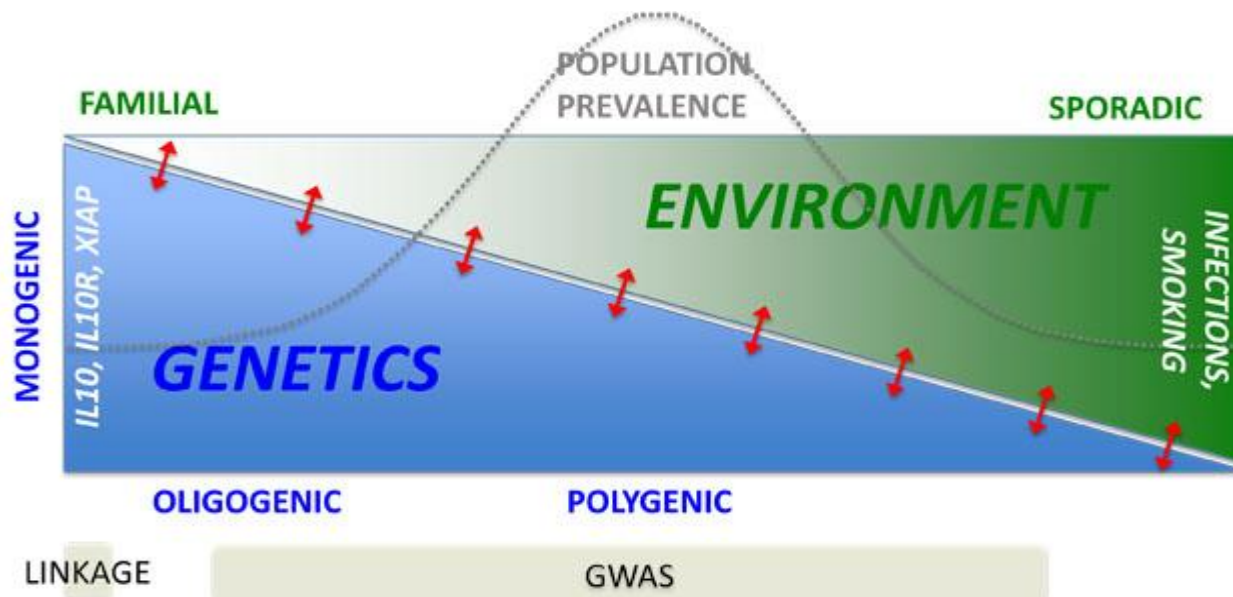 POPULATION
PREVALENCE
FAMILIAL
SPORADIC
ENVIRONMENT
MONOGENIC
IL10, IL10R, XIAP
GENETICS
INFECTIONS,
SMOKING
OLIGOGENIC
POLYGENIC
LINKAGE
GWAS